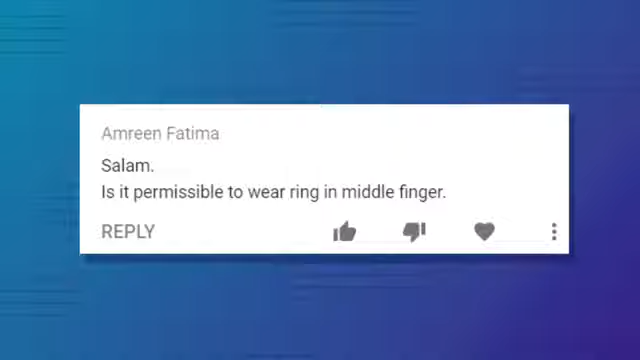 Amreen Fatima
Salam.
Is it permissible to wear ring in middle finger.
REPLY